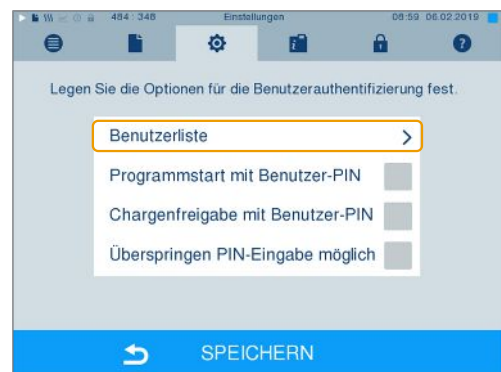 484 : 348 Einstellungen 08:59 06.02.2019
Legen Sie die Optionen für die Benutzerauthentifizierung fest.
Benutzerliste
Programmstart mit Benutzer-PIN
Chargenfreigabe mit Benutzer-PIN
Überspringen PIN-Eingabe möglich
SPEICHERN